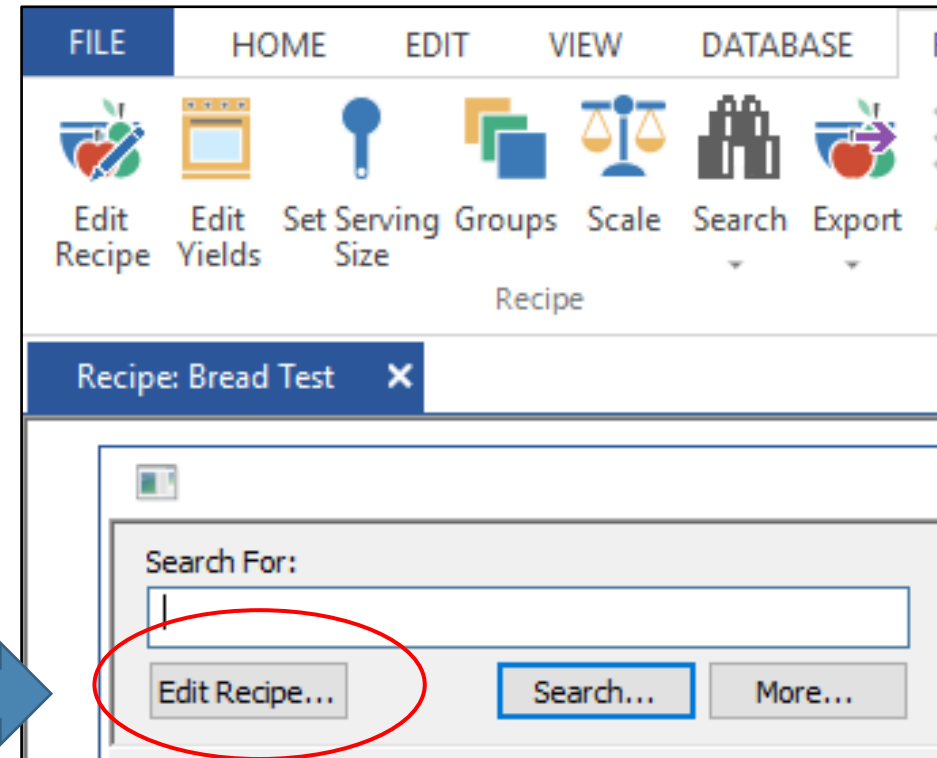 FILE HOME EDIT VIEW DATABASE
Edit Recipe Edit Yields Set Serving Size Groups Scale Search Export
Recipe
Recipe: Bread Test
Search For:
Edit Recipe... Search... More...